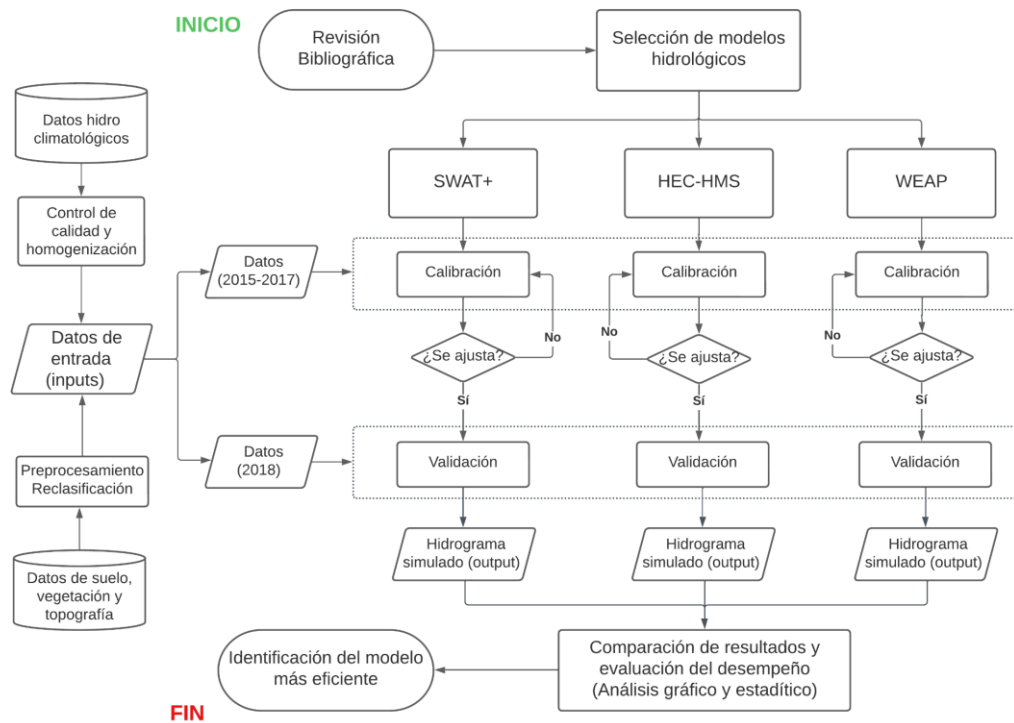 INICIO
Revisión
Bibliográfica
Selección de modelos
hidrológicos
Datos hidro
climatológicos
Control de
calidad y
homogenización
Datos de
entrada
(inputs)
Preprocesamiento
Reclasificación
Datos de suelo,
vegetación y
topografía
Datos
(2015-2017)
Datos
(2018)
SWAT+
HEC-HMS
WEAP
Calibración
Calibración
Calibración
¿Se ajusta?
No
¿Se ajusta?
No
¿Se ajusta?
No
Sí
Sí
Sí
Validación
Validación
Validación
Hidrograma
simulado (output)
Hidrograma
simulado (output)
Hidrograma
simulado (output)
Comparación de resultados y
evaluación del desempeño
(Análisis gráfico y estadítico)
Identificación del modelo
más eficiente
FIN